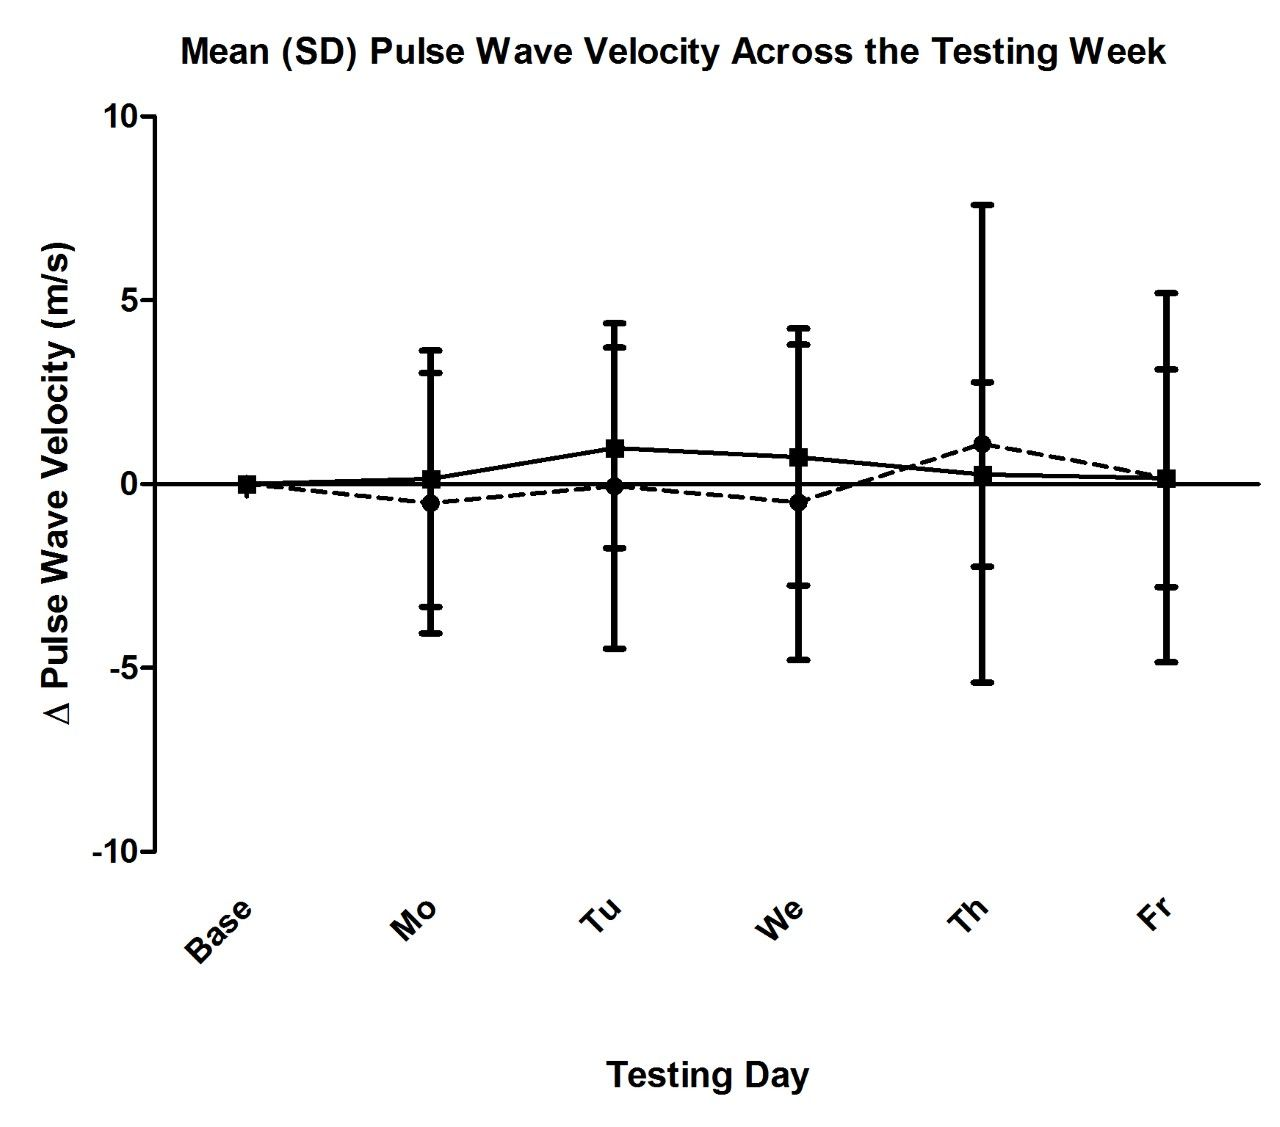 Mean (SD) Pulse Wave Velocity Across the Testing Week
10
5
0
-5
-10
Δ Pulse Wave Velocity (m/s)
Base Mo Tu We Th Fr
Testing Day